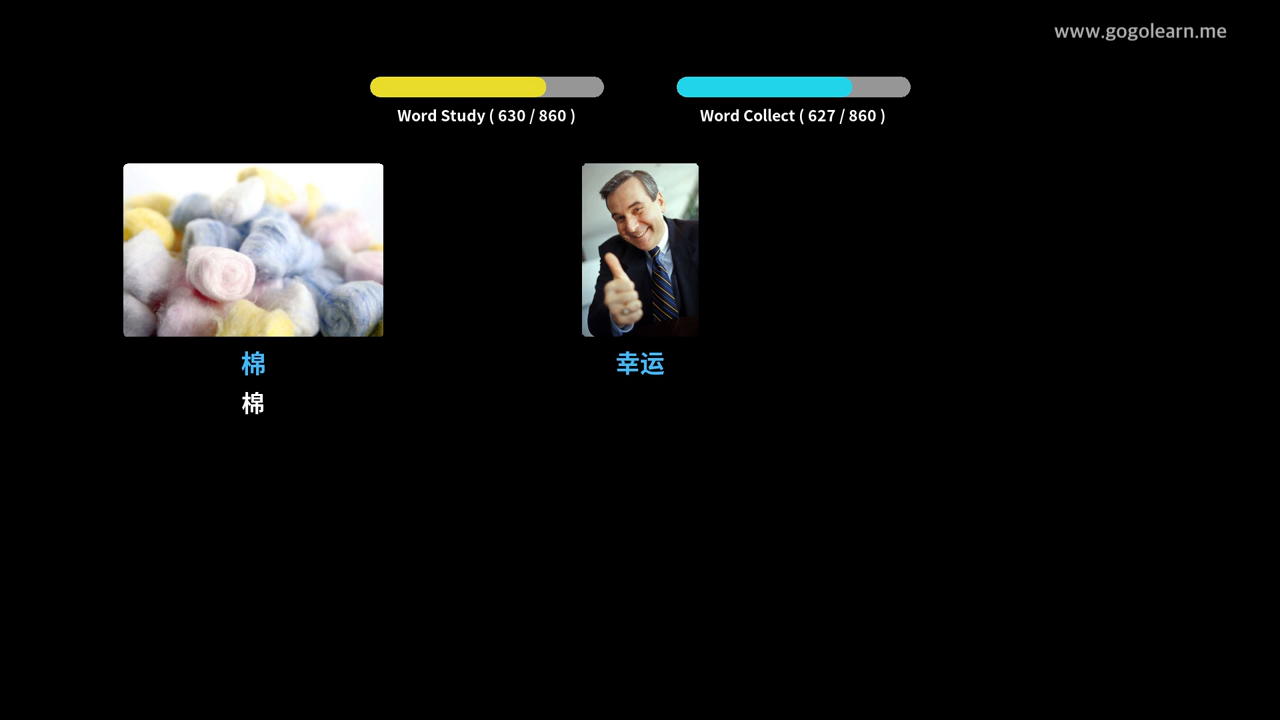 www.gogolearn.me
Word Study ( 630 / 860 )
Word Collect ( 627 / 860 )
棉
棉
幸运